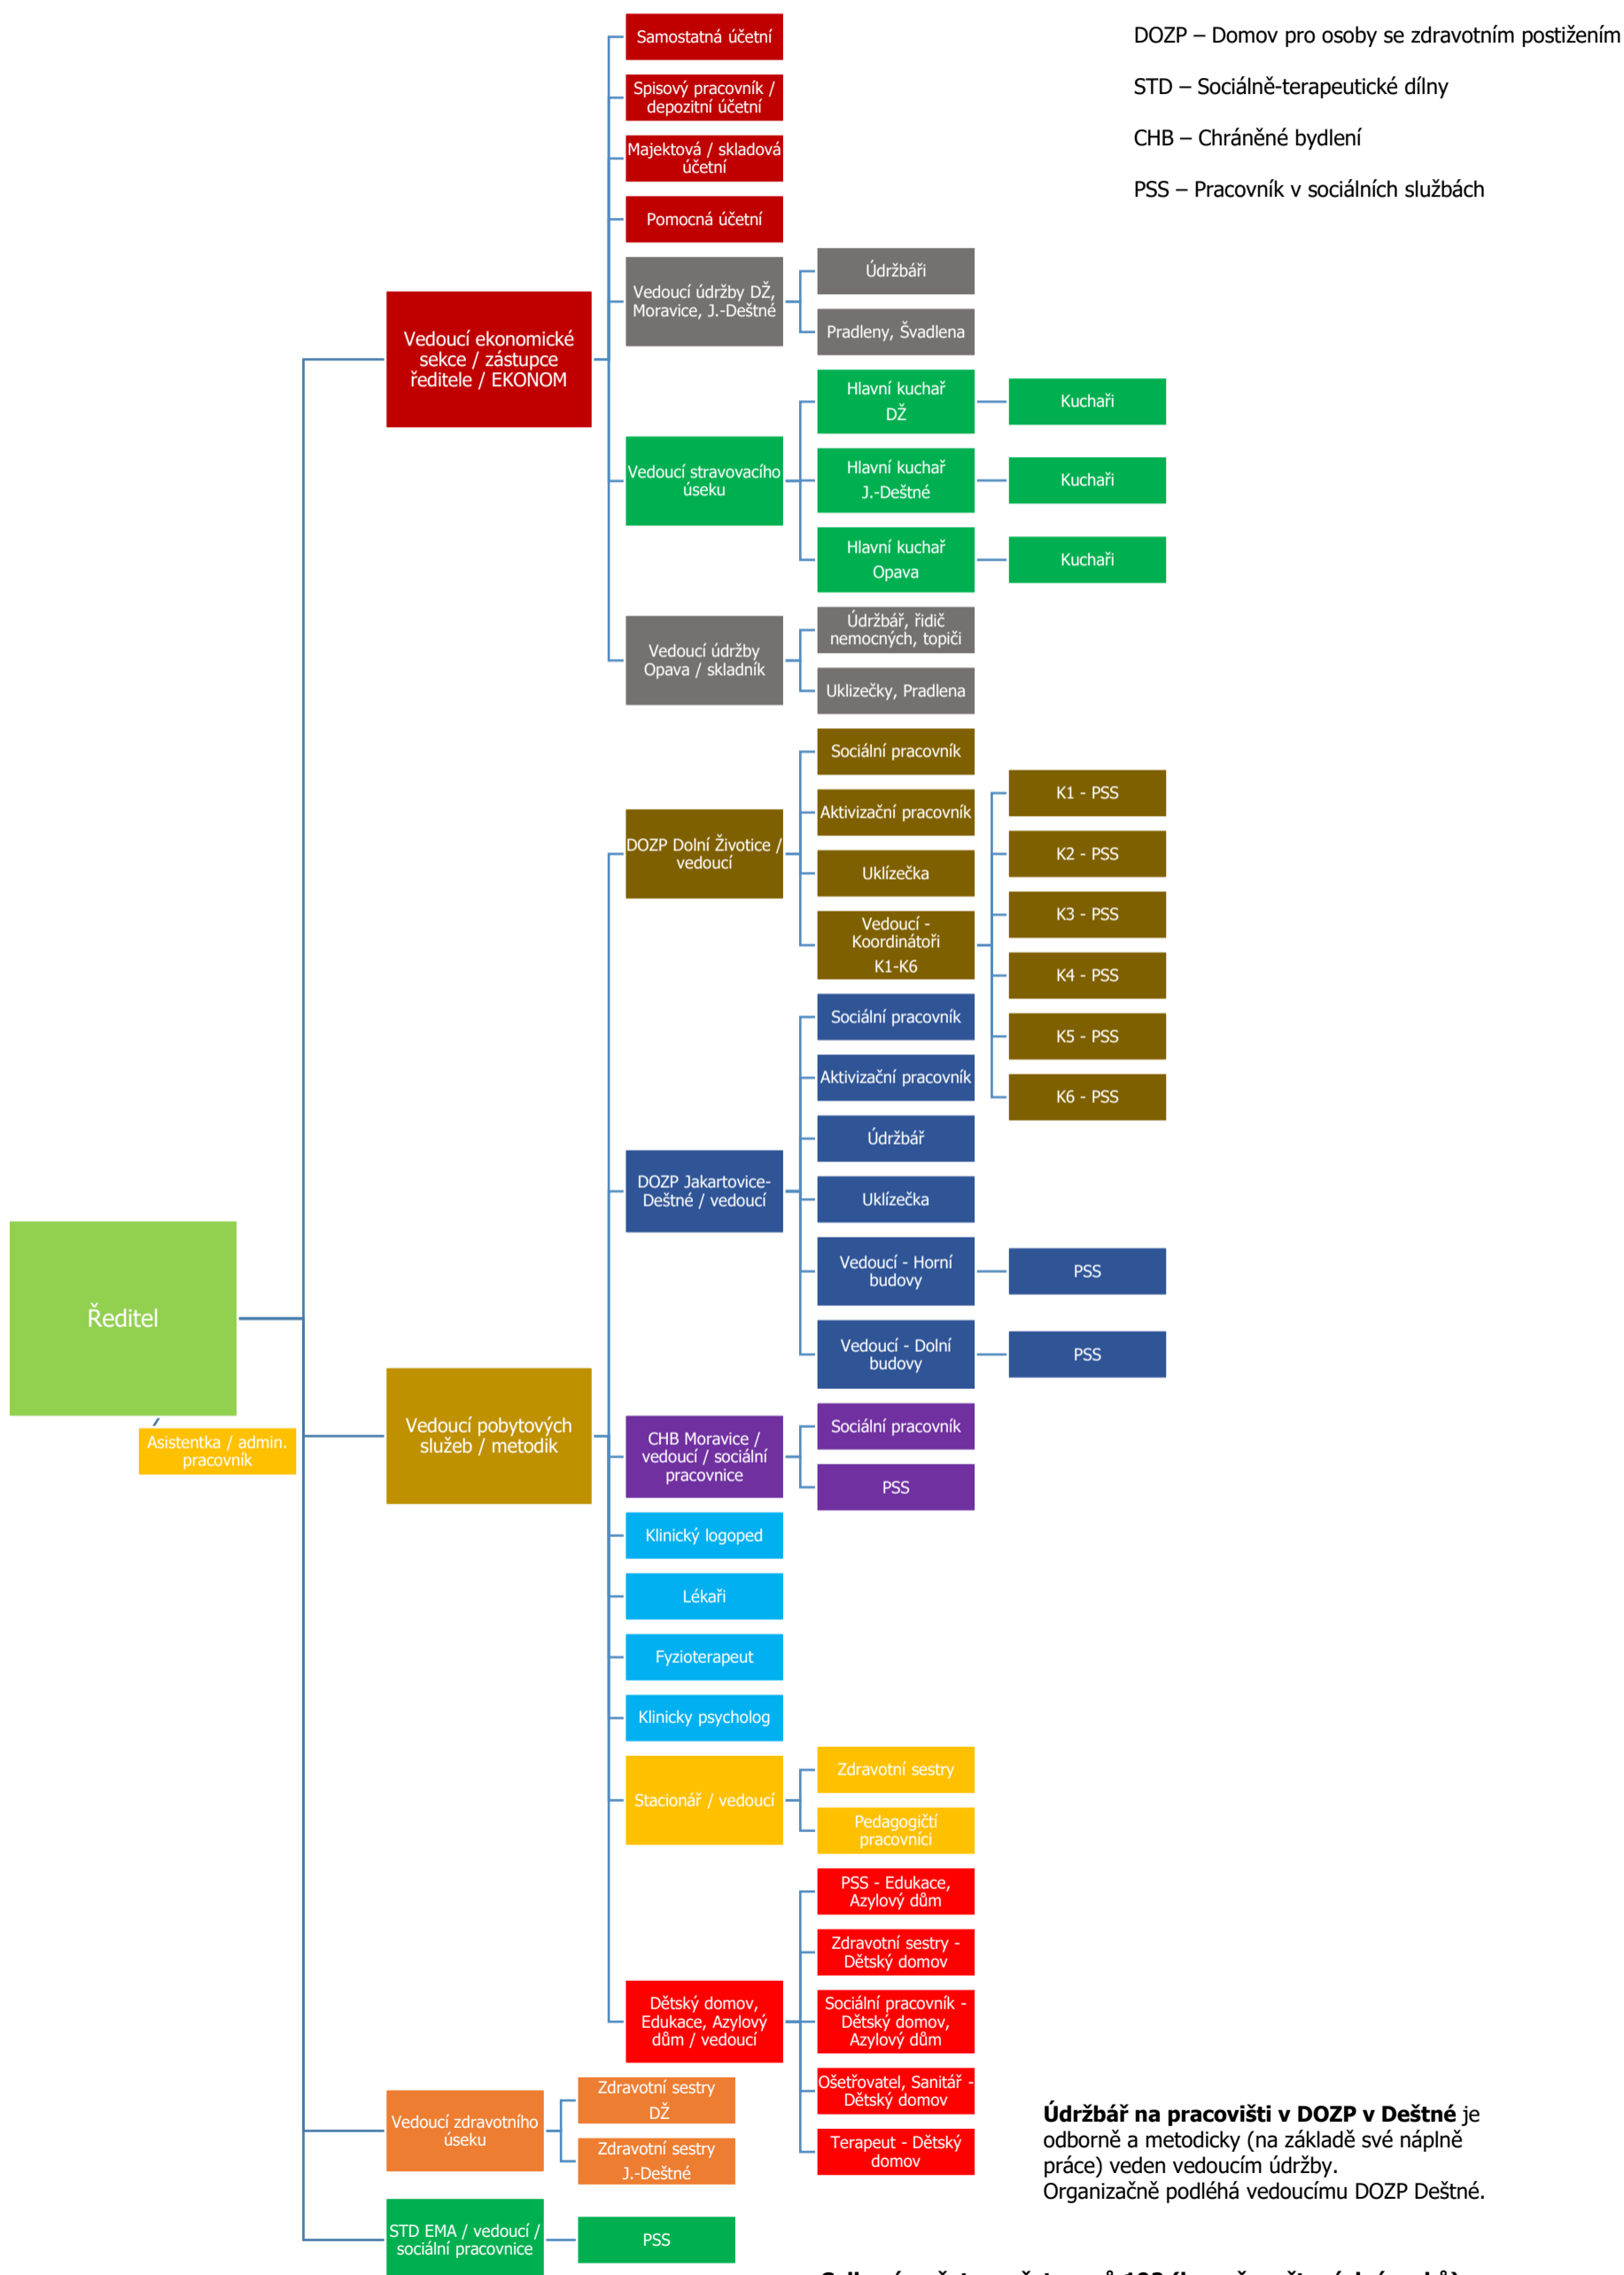 Samostatná účetní
Spisový pracovník /
depozitní účetní
Majektová / skladová
účetní
Pomocná účetní
DOZP – Domov pro osoby se zdravotním postižením
STD – Sociálně-terapeutické dílny
CHB – Chráněné bydlení
PSS – Pracovník v sociálních službách
Vedoucí ekonomické
sekce / zástupce
ředitele / EKONOM
Vedoucí údržby DŽ,
Moravice, J.-Deštné
Údržbáři
Pradleny, Švadlena
Vedoucí stravovacího
úseku
Hlavní kuchař
DŽ
Kuchaři
Hlavní kuchař
J.-Deštné
Kuchaři
Hlavní kuchař
Opava
Kuchaři
Vedoucí údržby
Opava / skladník
Údržbář, řidič
nemocných, topiči
Uklizečky, Pradlena
DOZP Dolní Životice /
vedoucí
Sociální pracovník
Aktivizační pracovník
Uklízečka
Vedoucí -
Koordinátoři
K1-K6
K1 - PSS
K2 - PSS
K3 - PSS
K4 - PSS
K5 - PSS
K6 - PSS
DOZP Jakartovice-
Deštné / vedoucí
Sociální pracovník
Aktivizační pracovník
Údržbář
Uklízečka
Vedoucí - Horní
budovy
PSS
Vedoucí - Dolní
budovy
PSS
Ředitel
Asistentka / admin.
pracovník
Vedoucí pobytových
služeb / metodik
CHB Moravice /
vedoucí / sociální
pracovnice
Sociální pracovník
PSS
Klinický logoped
Lékaři
Fyzioterapeut
Klinicky psycholog
Stacionář / vedoucí
Zdravotní sestry
Pedagogičtí
pracovníci
Dětský domov,
Edukace, Azylový
dům / vedoucí
PSS - Edukace,
Azylový dům
Zdravotní sestry -
Dětský domov
Sociální pracovník -
Dětský domov,
Azylový dům
Ošetřovatel, Sanitář -
Dětský domov
Terapeut - Dětský
domov
Vedoucí zdravotního
úseku
Zdravotní sestry
DŽ
Zdravotní sestry
J.-Deštné
STD EMA / vedoucí /
sociální pracovnice
PSS
Údržbář na pracovišti v DOZP v Deštné je
odborně a metodicky (na základě své náplně
práce) veden vedoucím údržby.
Organizačně podléhá vedoucímu DOZP Deštné.